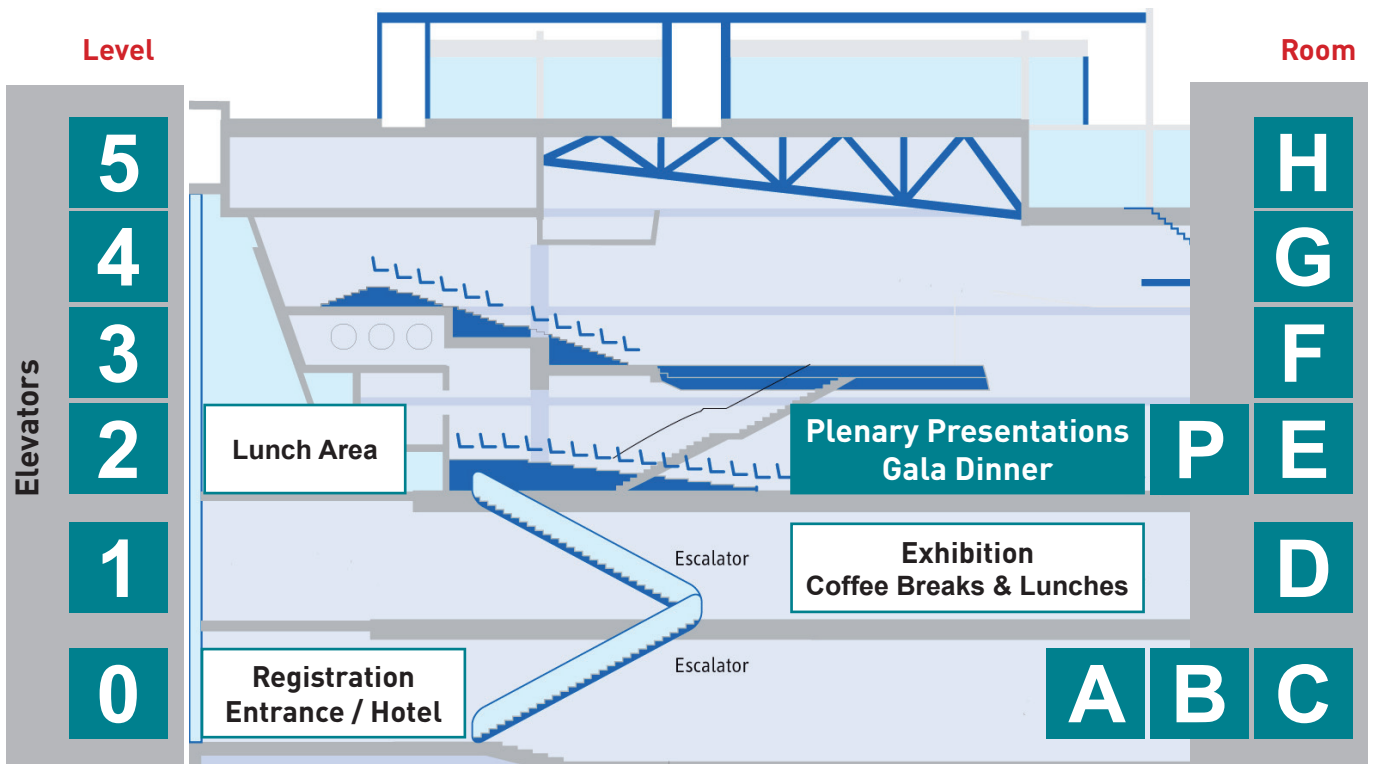 Level
Room
Elevators
5
H
4
G
3
F
2
Lunch Area
Plenary Presentations
Gala Dinner
P
E
1
Escalator
Exhibition
Coffee Breaks & Lunches
D
0
Registration
Entrance / Hotel
Escalator
A
B
C